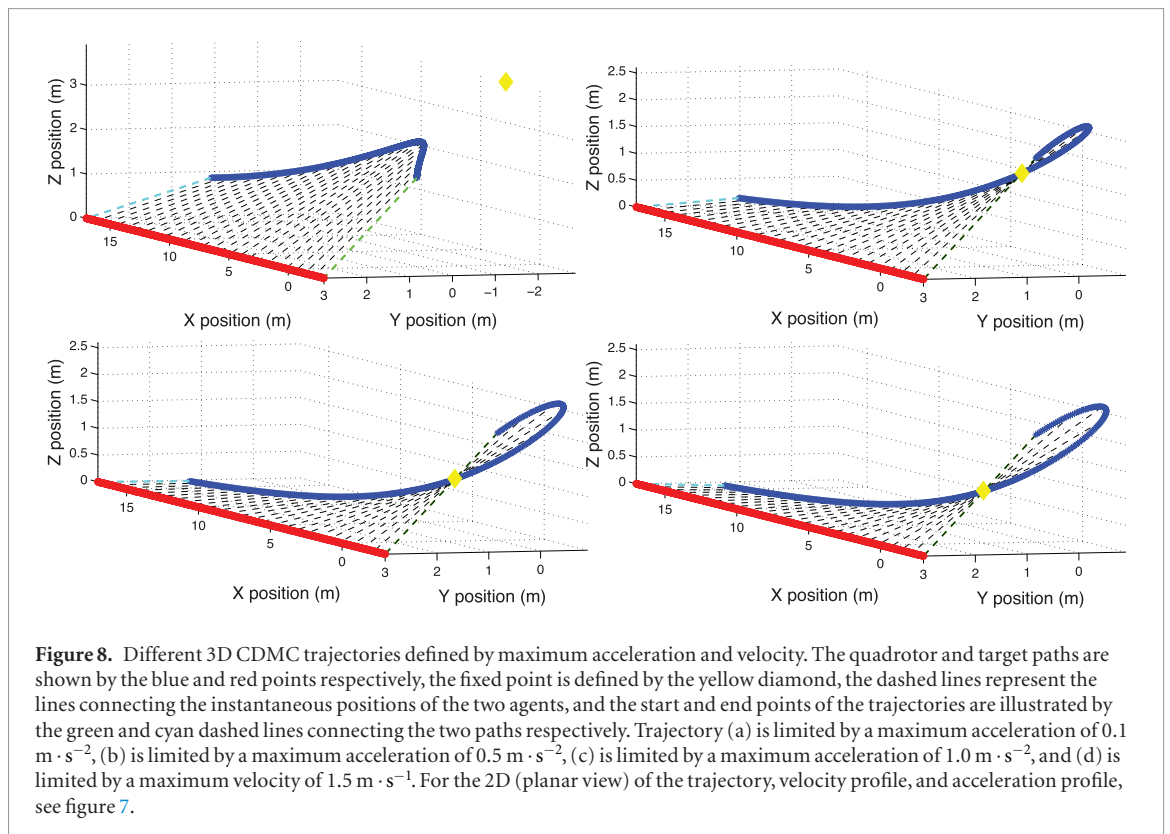 3
2
1
0
Z position (m)
15
10
5
0
3
2
1
0
−1
−2
X position (m)
Y position (m)
2.5
2
1.5
1
0.5
0
Z position (m)
15
10
5
0
3
2
1
0
X position (m)
Y position (m)
2.5
2
1.5
1
0.5
0
Z position (m)
15
10
5
0
3
2
1
0
X position (m)
Y position (m)
2.5
2
1.5
1
0.5
0
Z position (m)
15
10
5
0
3
2
1
0
X position (m)
Y position (m)
Figure 8. Different 3D CDMC trajectories defined by maximum acceleration and velocity. The quadrotor and target paths are
shown by the blue and red points respectively, the fixed point is defined by the yellow diamond, the dashed lines represent the
lines connecting the instantaneous positions of the two agents, and the start and end points of the trajectories are illustrated by
the green and cyan dashed lines connecting the two paths respectively. Trajectory (a) is limited by a maximum acceleration of 0.1
m · s⁻², (b) is limited by a maximum acceleration of 0.5 m · s⁻², (c) is limited by a maximum acceleration of 1.0 m · s⁻², and (d) is
limited by a maximum velocity of 1.5 m · s⁻¹. For the 2D (planar view) of the trajectory, velocity profile, and acceleration profile,
see figure 7.